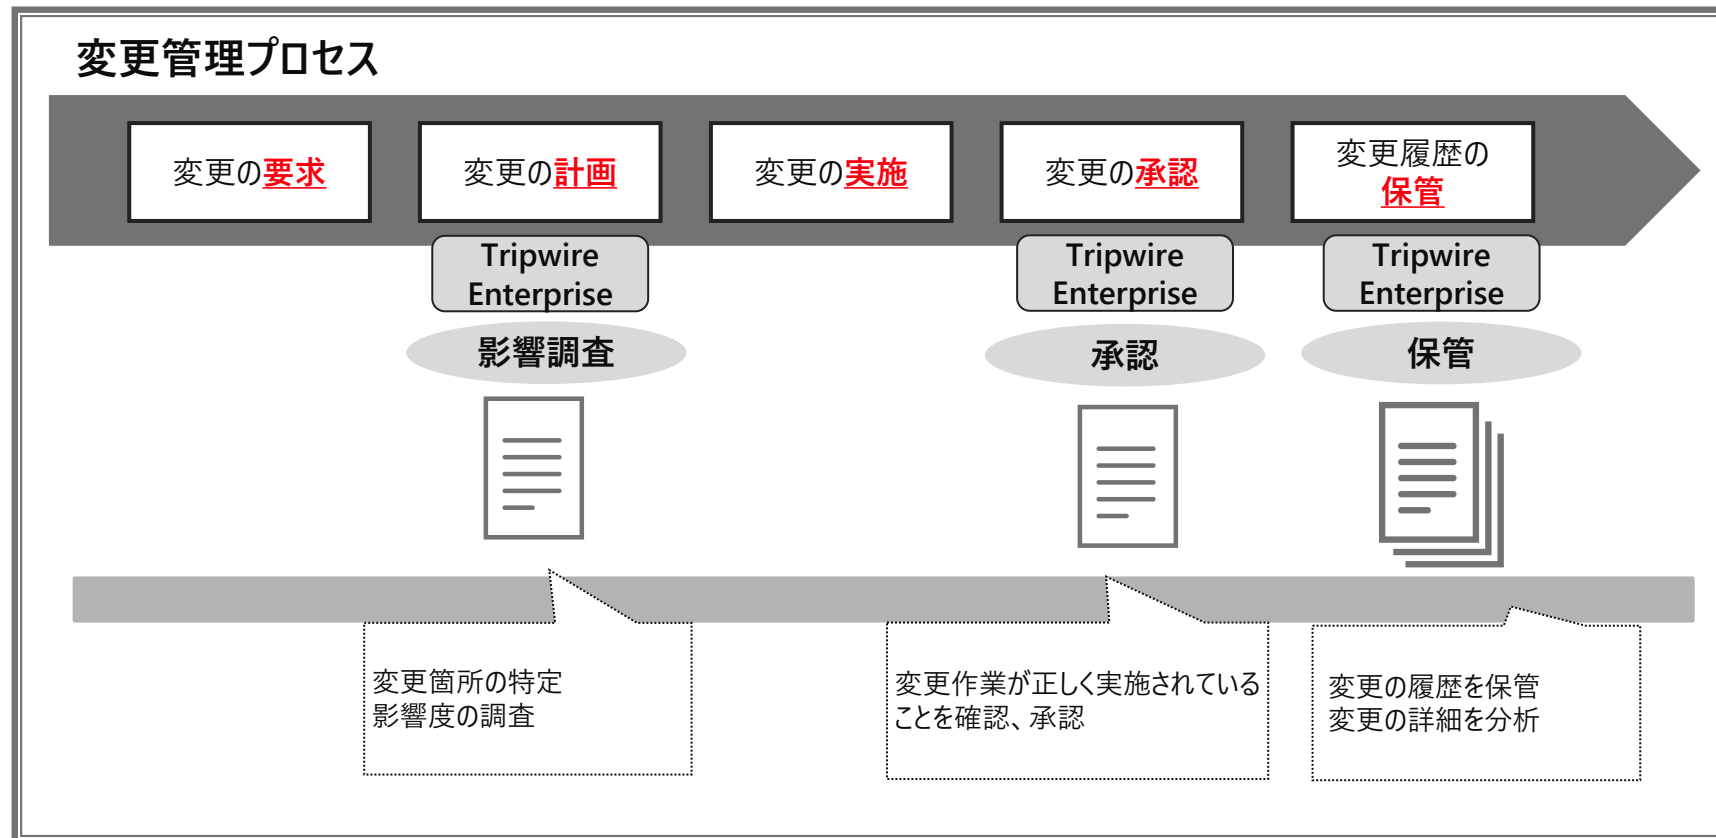 変更管理プロセス
変更の要求
変更の計画
変更の実施
変更の承認
変更履歴の
保管
Tripwire
Enterprise
Tripwire
Enterprise
Tripwire
Enterprise
影響調査
承認
保管
変更箇所の特定
影響度の調査
変更作業が正しく実施されている
ことを確認、承認
変更の履歴を保管
変更の詳細を分析